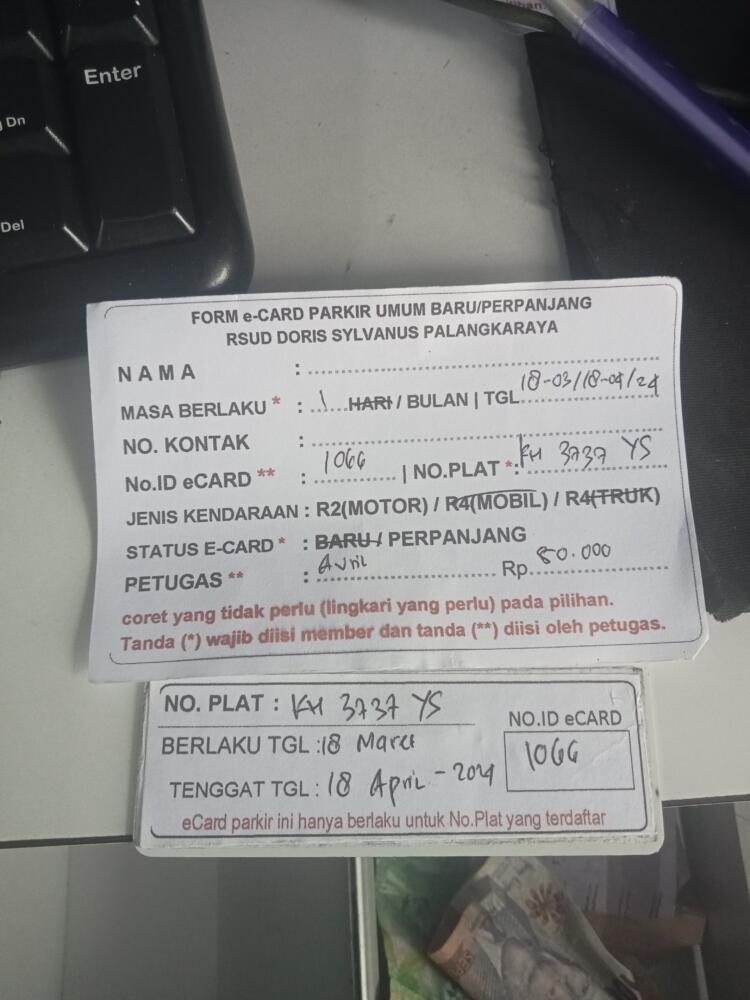 lihan.
Enter
Dn
Del
FORM e-CARD PARKIR UMUM BARU/PERPANJANG
RSUD DORIS SYLVANUS PALANGKARAYA
NAMA :
MASA BERLAKU * : 1 HARI / BULAN | TGL 18-03/18-04/24
NO. KONTAK :
No.ID eCARD ** : 1066 | NO.PLAT *: KH 3737 YS
JENIS KENDARAAN : R2(MOTOR) / R4(MOBIL) / R4(TRUK)
STATUS E-CARD * : BARU / PERPANJANG
PETUGAS ** : Avril Rp. 80.000
coret yang tidak perlu (lingkari yang perlu) pada pilihan.
Tanda (*) wajib diisi member dan tanda (**) diisi oleh petugas.
NO. PLAT : KH 3737 YS
NO.ID eCARD
BERLAKU TGL : 18 Maret
1066
TENGGAT TGL : 18 April - 2024
eCard parkir ini hanya berlaku untuk No.Plat yang terdaftar